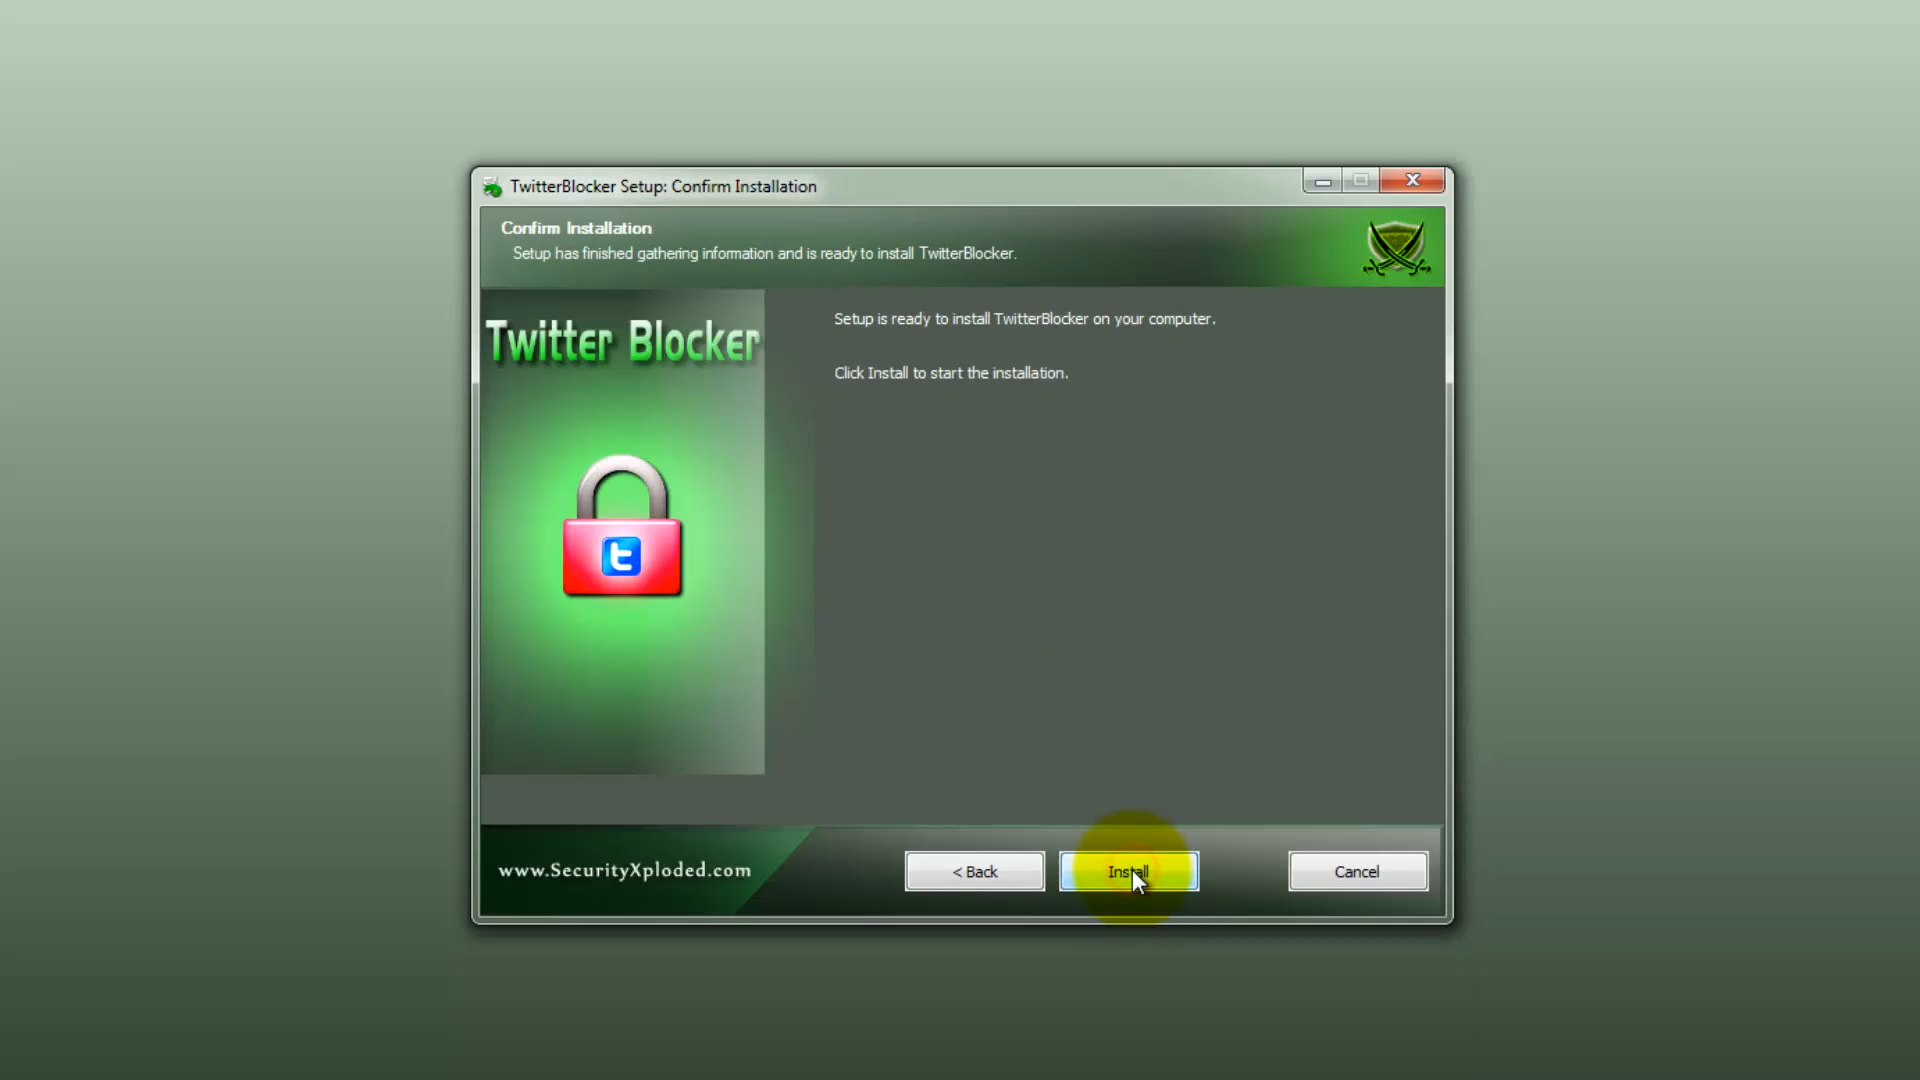 TwitterBlocker Setup: Confirm Installation
Confirm Installation
Setup has finished gathering information and is ready to install TwitterBlocker.
Twitter Blocker
Setup is ready to install TwitterBlocker on your computer.
Click Install to start the installation.
t
www.SecurityXploded.com
< Back
Install
Cancel